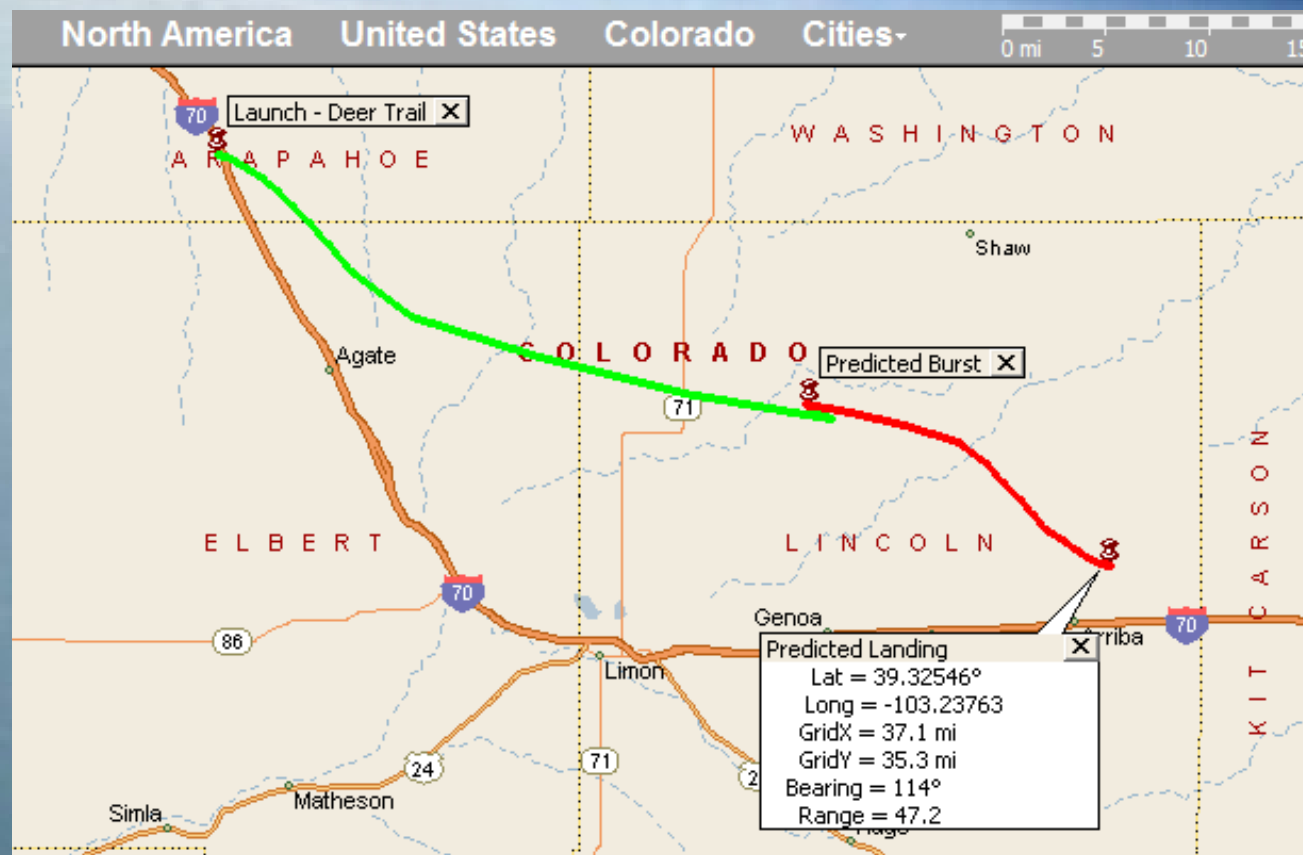 North America United States Colorado Cities
0 mi 5 10 15
70
Launch - Deer Trail X
ARAPAHOE
WASHINGTON
Shaw
COLORADO
Agate
Predicted Burst X
71
ELBERT
LINCOLN
KIT CARSON
70
Genoa
70
86
Arriba
Limon
Predicted Landing X
Lat = 39.32546°
Long = -103.23763
GridX = 37.1 mi
GridY = 35.3 mi
Bearing = 114°
Range = 47.2
71
24
Matheson
Simla